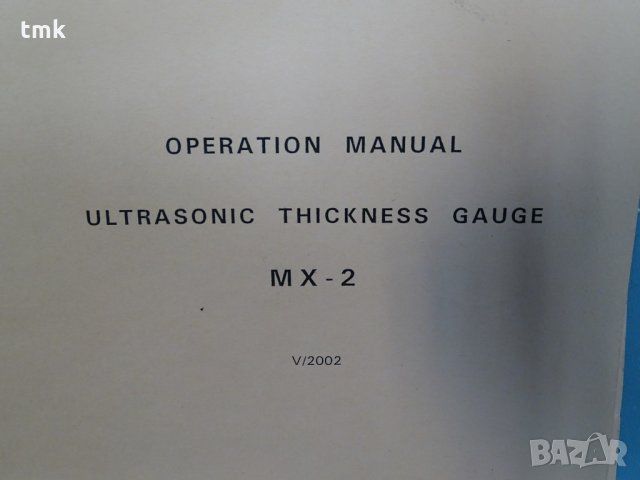 tmk
OPERATION MANUAL
ULTRASONIC THICKNESS GAUGE
MX-2
V/2002
BAZAR